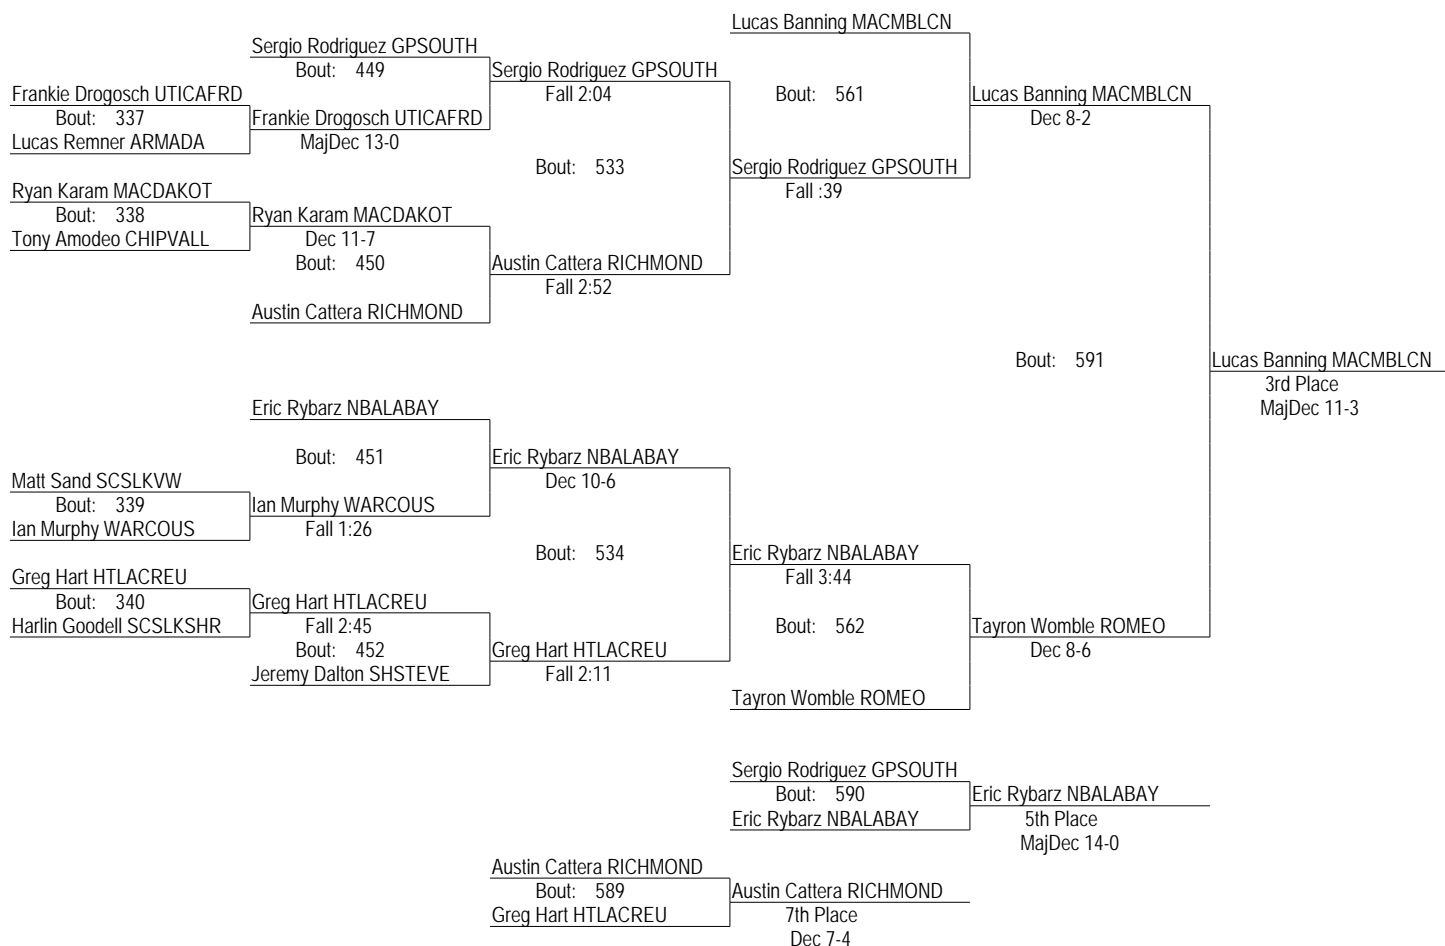 Lucas Banning MACMBLCN
Sergio Rodriguez GPSOUTH
Bout: 449
Sergio Rodriguez GPSOUTH
Fall 2:04
Frankie Drogosch UTICAFRD
Bout: 337
Lucas Remner ARMADA
Frankie Drogosch UTICAFRD
MajDec 13-0
Bout: 561
Lucas Banning MACMBLCN
Dec 8-2
Bout: 533
Sergio Rodriguez GPSOUTH
Fall :39
Ryan Karam MACDAKOT
Bout: 338
Tony Amodeo CHIPVALL
Ryan Karam MACDAKOT
Dec 11-7
Bout: 450
Austin Cattera RICHMOND
Fall 2:52
Austin Cattera RICHMOND
Bout: 591
Lucas Banning MACMBLCN
3rd Place
MajDec 11-3
Eric Rybarz NBALABAY
Bout: 451
Eric Rybarz NBALABAY
Dec 10-6
Matt Sand SCSLKVW
Bout: 339
Ian Murphy WARCOUS
Ian Murphy WARCOUS
Fall 1:26
Bout: 534
Eric Rybarz NBALABAY
Fall 3:44
Greg Hart HTLACREU
Bout: 340
Harlin Goodell SCSLKSHR
Greg Hart HTLACREU
Fall 2:45
Bout: 452
Jeremy Dalton SHSTEVE
Greg Hart HTLACREU
Fall 2:11
Bout: 562
Tayron Womble ROMEO
Dec 8-6
Tayron Womble ROMEO
Sergio Rodriguez GPSOUTH
Bout: 590
Eric Rybarz NBALABAY
Eric Rybarz NBALABAY
5th Place
MajDec 14-0
Austin Cattera RICHMOND
Bout: 589
Greg Hart HTLACREU
Austin Cattera RICHMOND
7th Place
Dec 7-4